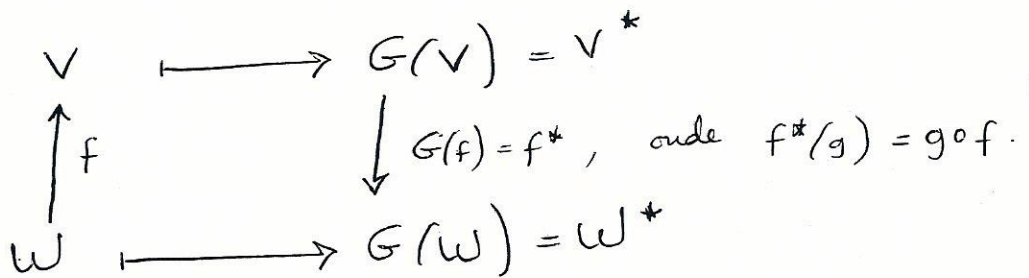 V ⟼ G(V) = V*
f G(f) = f*, onde f*(g) = g∘f.
W ⟼ G(W) = W*